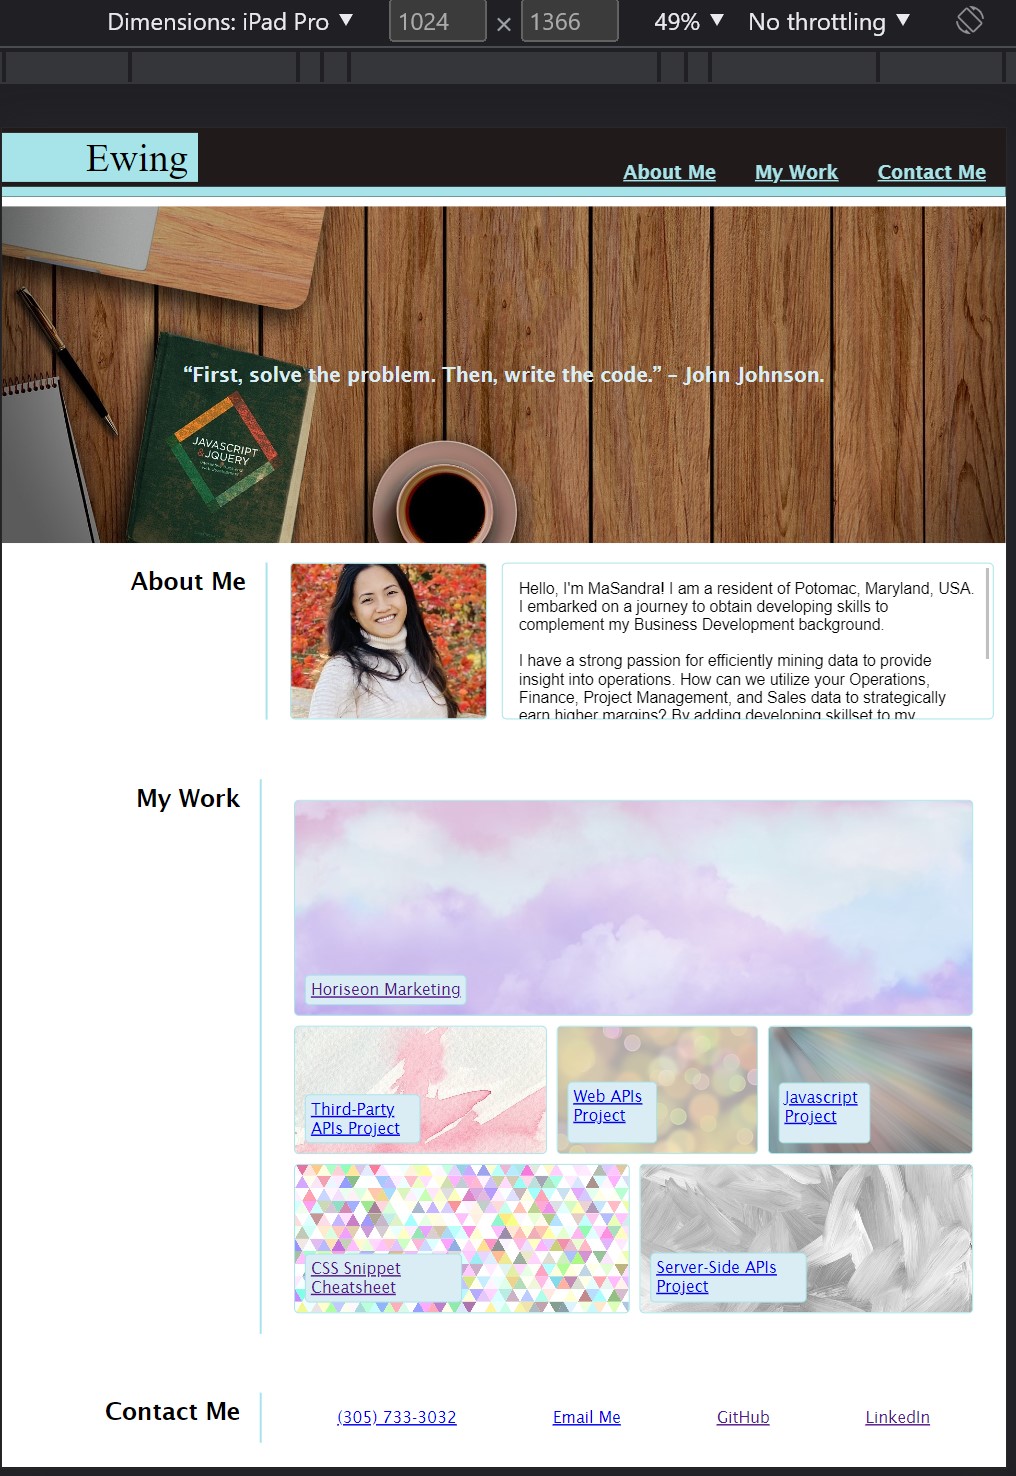 Dimensions: iPad Pro ▼ 1024 × 1366 49% ▼ No throttling ▼
Ewing
About Me My Work Contact Me
“First, solve the problem. Then, write the code.” – John Johnson.
JAVASCRIPT
&JQUERY
About Me
Hello, I'm MaSandra! I am a resident of Potomac, Maryland, USA.
I embarked on a journey to obtain developing skills to
complement my Business Development background.
I have a strong passion for efficiently mining data to provide
insight into operations. How can we utilize your Operations,
Finance, Project Management, and Sales data to strategically
earn higher margins? By adding developing skillset to my
My Work
Horiseon Marketing
Third-Party
APIs Project
Web APIs
Project
Javascript
Project
CSS Snippet
Cheatsheet
Server-Side APIs
Project
Contact Me
(305) 733-3032 Email Me GitHub LinkedIn